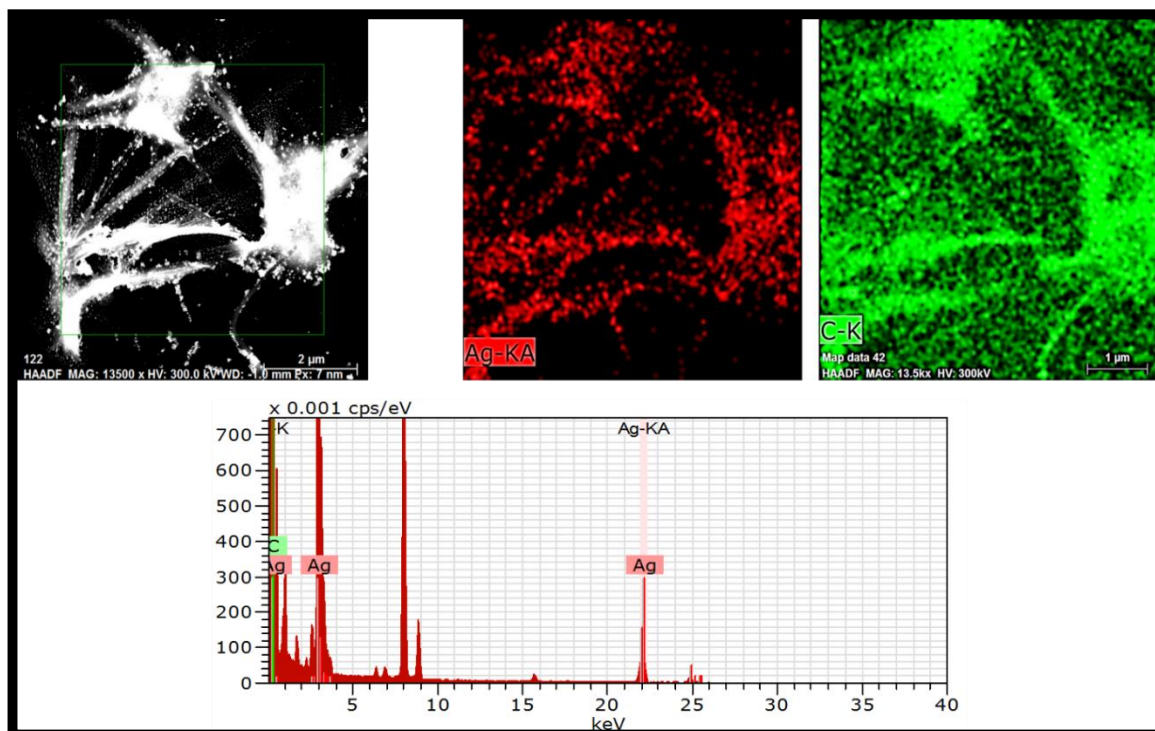 122
2 µm
HAADF MAG: 13500 x HV: 300.0 kV WD: -1.0 mm Px: 7 nm
Ag-KA
C-K
Map data 42
1 µm
HAADF MAG: 13.5kx HV: 300kV
x 0.001 cps/eV
-K
Ag-KA
700
600
500
400
300
200
100
0
C
Ag
Ag
Ag
5
10
15
20
25
30
35
40
keV